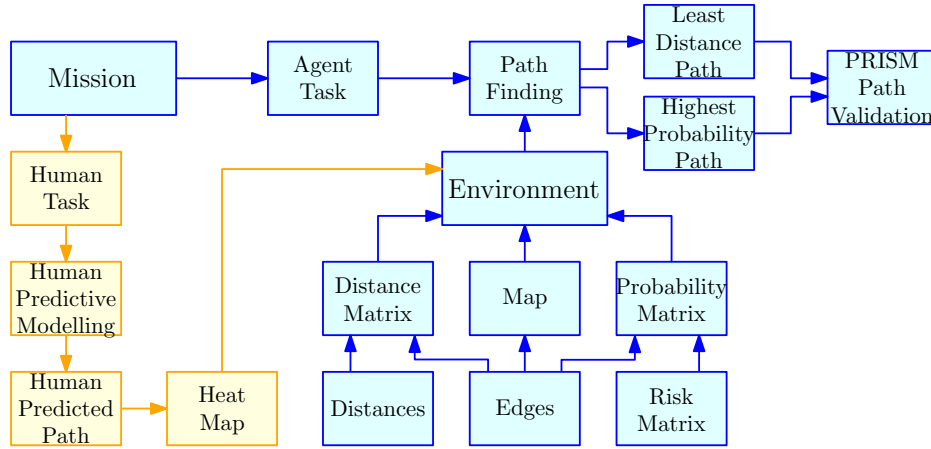 Mission
Agent
Task
Path
Finding
Least
Distance
Path
Highest
Probability
Path
PRISM
Path
Validation
Human
Task
Environment
Human
Predictive
Modelling
Distance
Matrix
Map
Probability
Matrix
Human
Predicted
Path
Heat
Map
Distances
Edges
Risk
Matrix